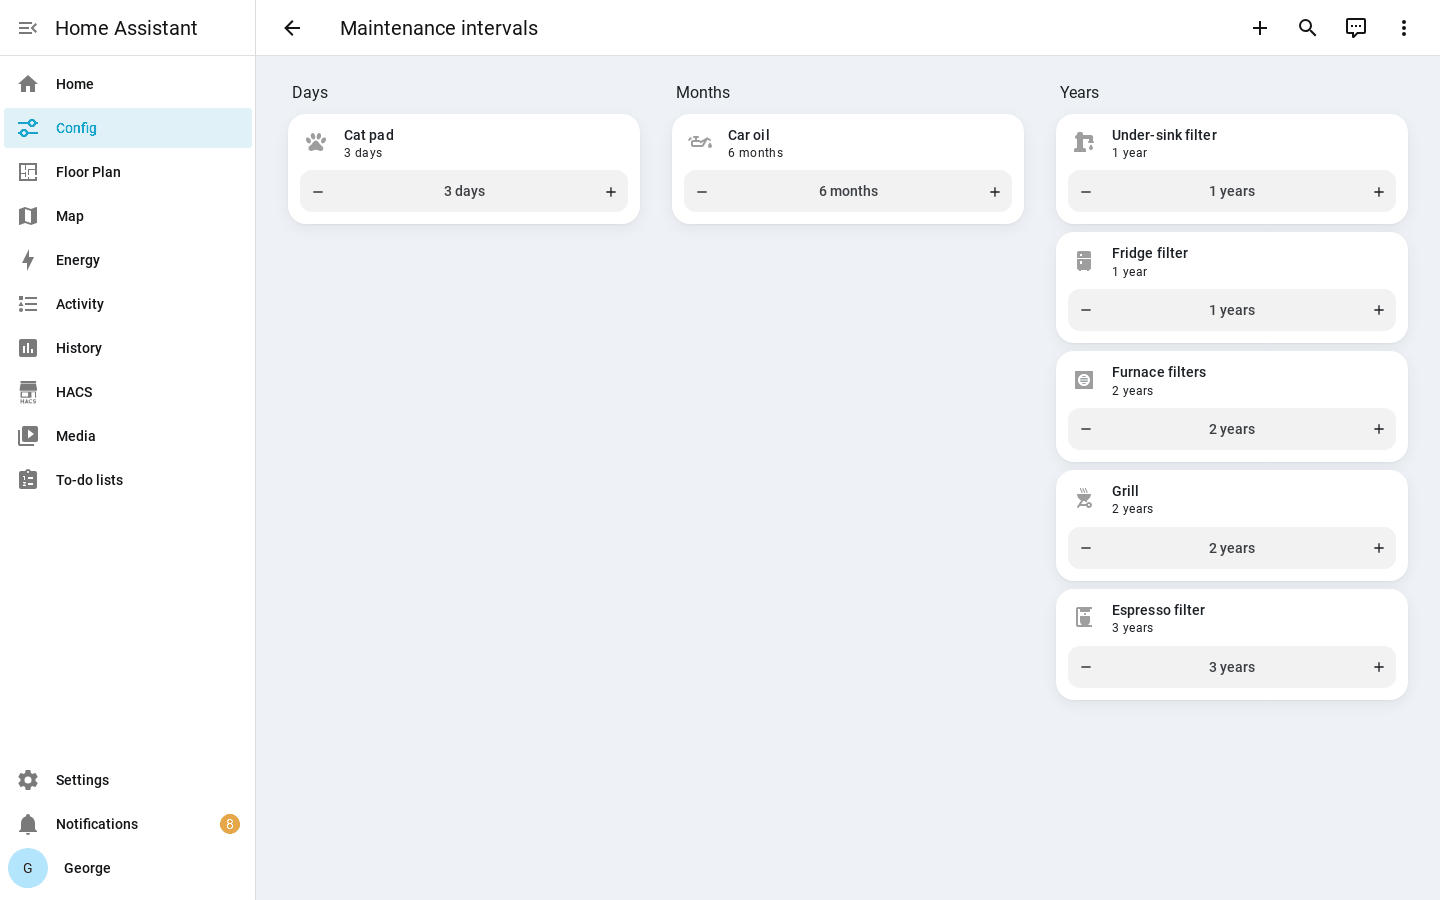 Home Assistant
Home
Config
Floor Plan
Map
Energy
Activity
History
HACS
HACS
Media
To-do lists
Settings
Notifications
8
G
George
Maintenance intervals
Days
Cat pad
3 days
3 days
Months
Car oil
6 months
6 months
Years
Under-sink filter
1 year
1 years
Fridge filter
1 year
1 years
Furnace filters
2 years
2 years
Grill
2 years
2 years
Espresso filter
3 years
3 years